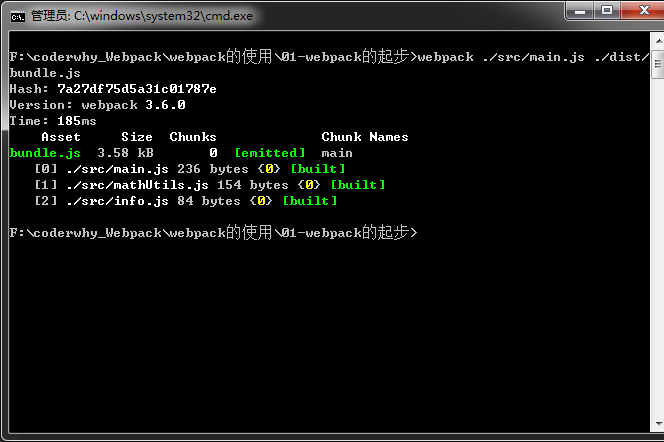 管理员: C:\windows\system32\cmd.exe
F:\coderwhy_Webpack\webpack的使用\01-webpack的起步>webpack ./src/main.js ./dist/
bundle.js
Hash: 7a27df75d5a31c01787e
Version: webpack 3.6.0
Time: 185ms
    Asset     Size  Chunks             Chunk Names
bundle.js  3.58 kB       0  [emitted]  main
   [0] ./src/main.js 236 bytes {0} [built]
   [1] ./src/mathUtils.js 154 bytes {0} [built]
   [2] ./src/info.js 84 bytes {0} [built]
F:\coderwhy_Webpack\webpack的使用\01-webpack的起步>